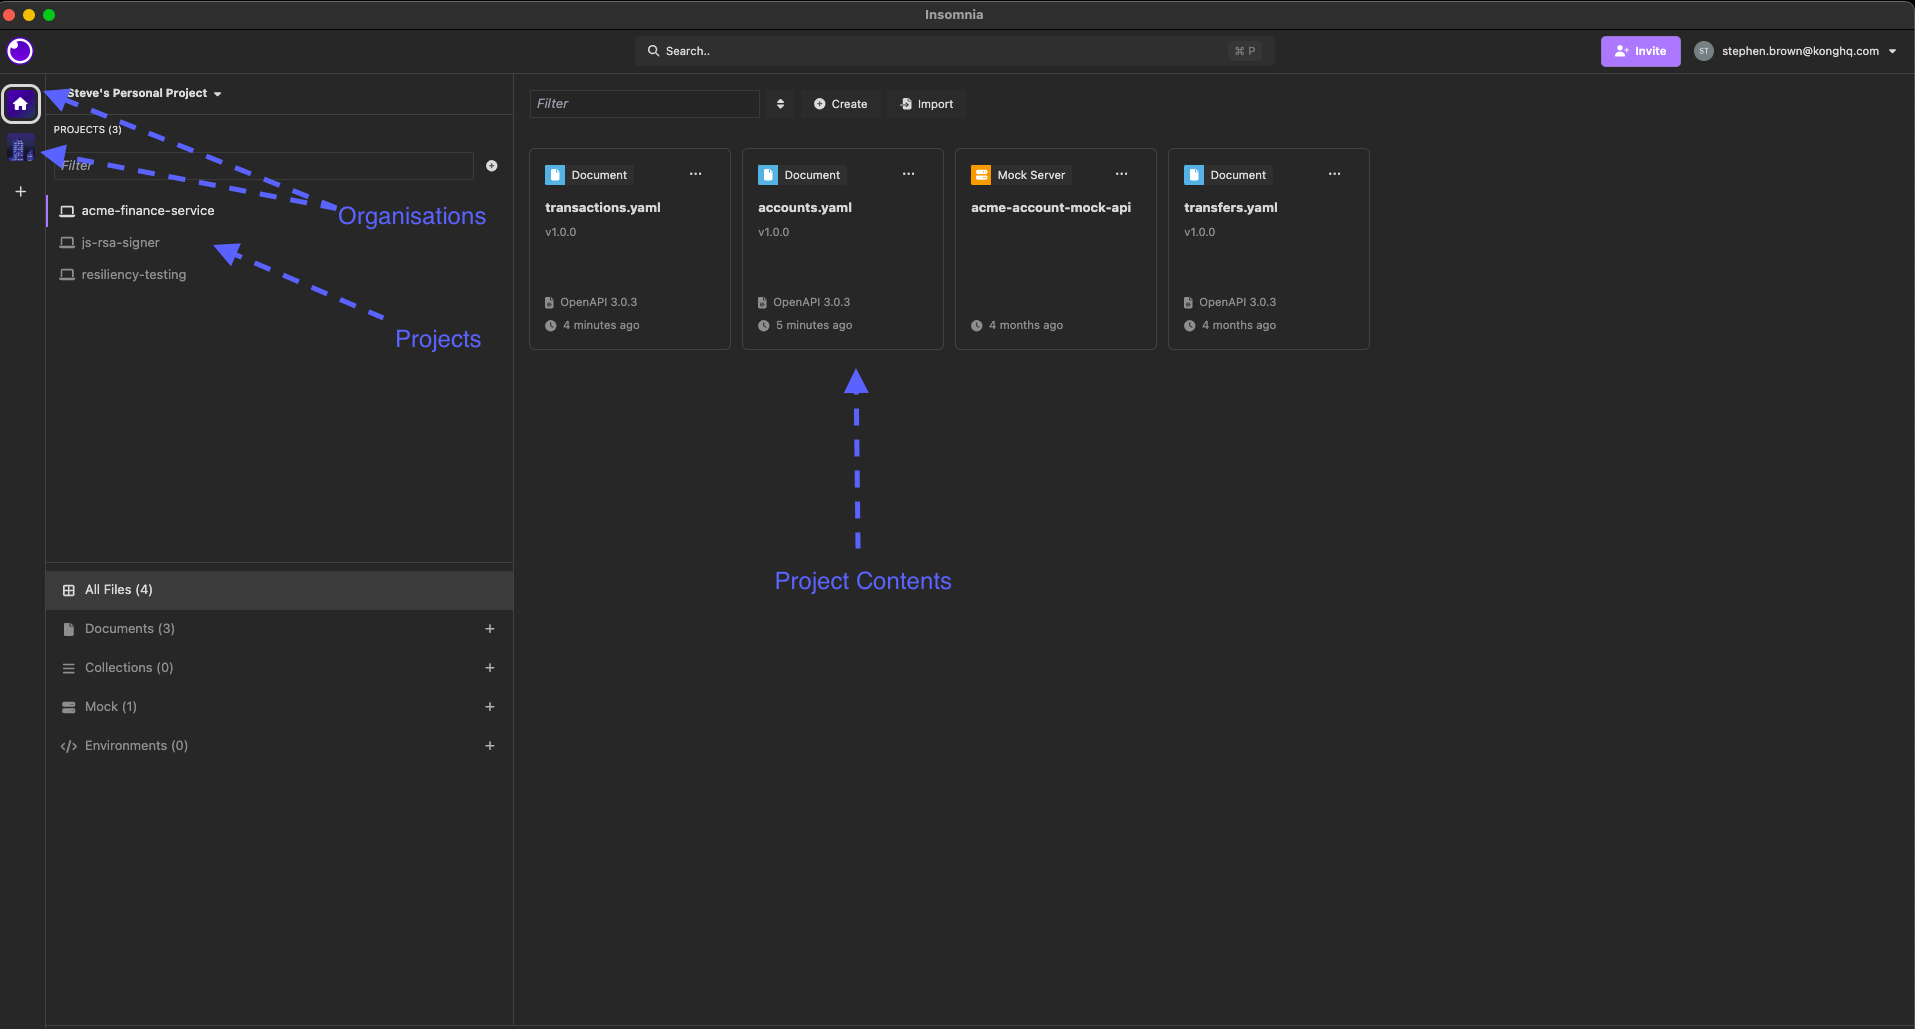 Insomnia
Search..
⌘ P
Invite
ST
stephen.brown@konghq.com
Steve's Personal Project
PROJECTS (3)
Filter
acme-finance-service
js-rsa-signer
resiliency-testing
Organisations
Projects
All Files (4)
Documents (3)
Collections (0)
Mock (1)
Environments (0)
Filter
Create
Import
Document
transactions.yaml
v1.0.0
OpenAPI 3.0.3
4 minutes ago
Document
accounts.yaml
v1.0.0
OpenAPI 3.0.3
5 minutes ago
Mock Server
acme-account-mock-api
4 months ago
Document
transfers.yaml
v1.0.0
OpenAPI 3.0.3
4 months ago
Project Contents